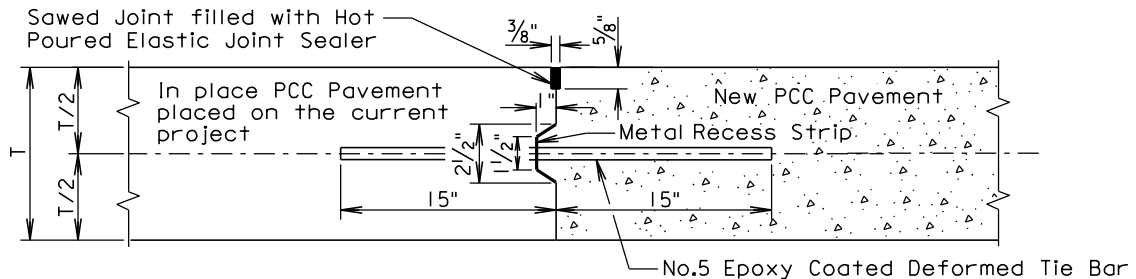 Sawed Joint filled with Hot
Poured Elastic Joint Sealer
3/8"
5/8"
In place PCC Pavement
placed on the current
project
1"
New PCC Pavement
Metal Recess Strip
T
T/2
T/2
2 1/2"
1 1/2"
15"
15"
No.5 Epoxy Coated Deformed Tie Bar